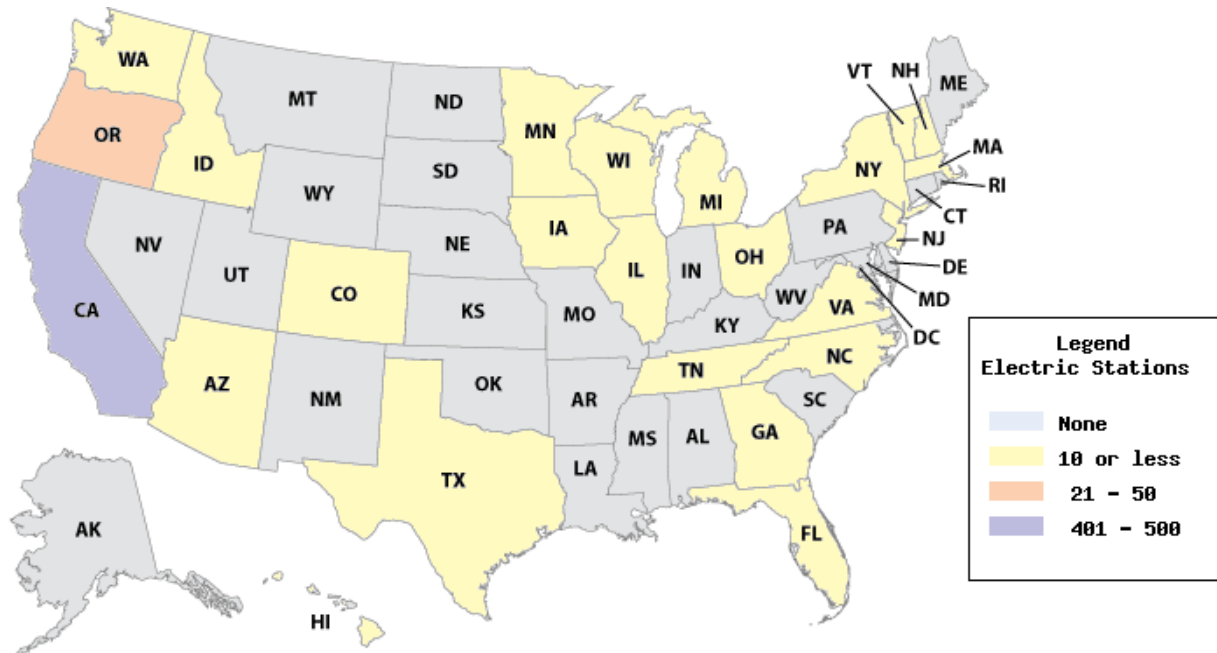 WA
MT
ND
MN
VT
NH
ME
OR
ID
WY
SD
WI
MI
NY
MA
RI
CT
NV
UT
CO
NE
IA
IL
IN
OH
PA
NJ
DE
MD
DC
CA
KS
MO
KY
WV
VA
AZ
NM
OK
AR
TN
NC
SC
MS
AL
GA
LA
TX
FL
AK
HI
Legend
Electric Stations
None
10 or less
21 - 50
401 - 500